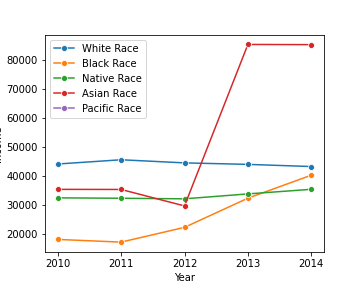 White Race
Black Race
Native Race
Asian Race
Pacific Race
80000
70000
60000
50000
40000
30000
20000
2010
2011
2012
2013
2014
Year